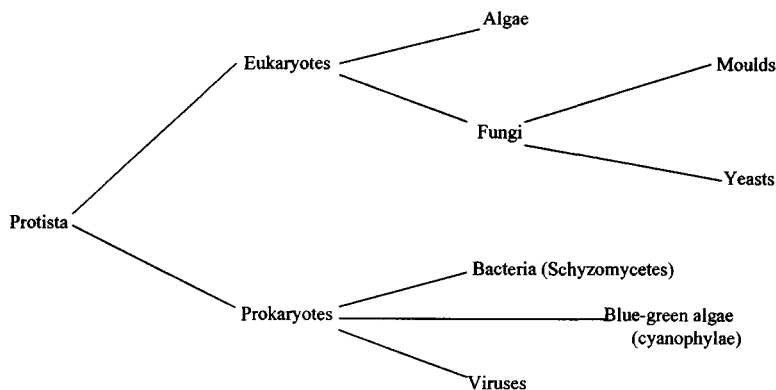 Algae
Eukaryotes
Moulds
Fungi
Yeasts
Protista
Bacteria (Schyzomycetes)
Prokaryotes
Blue-green algae
(cyanophylae)
Viruses